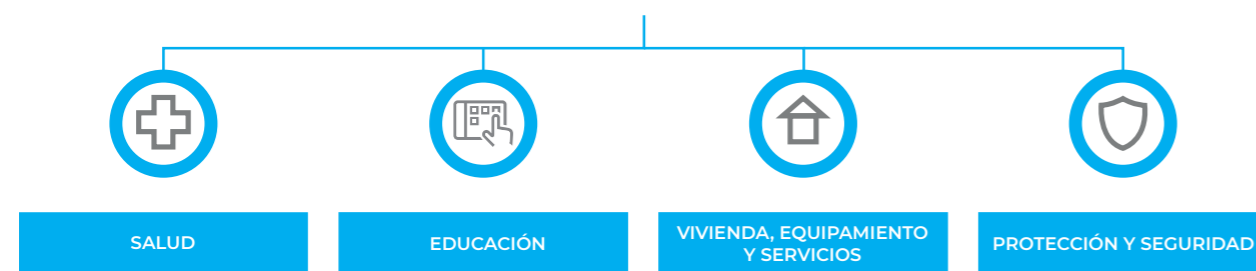 SALUD
EDUCACIÓN
VIVIENDA, EQUIPAMIENTO
Y SERVICIOS
PROTECCIÓN Y SEGURIDAD